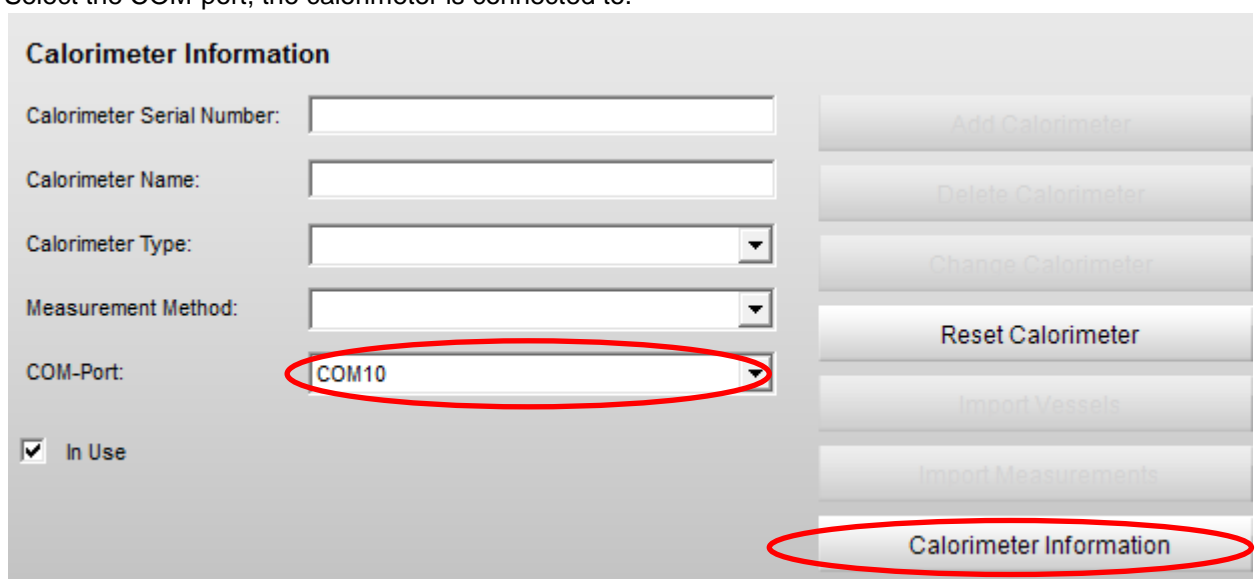 Select the COM-port, the calorimeter is connected to.
Calorimeter Information
Calorimeter Serial Number:
Add Calorimeter
Calorimeter Name:
Delete Calorimeter
Calorimeter Type:
Change Calorimeter
Measurement Method:
Reset Calorimeter
COM-Port:
COM10
Import Vessels
In Use
Import Measurements
Calorimeter Information